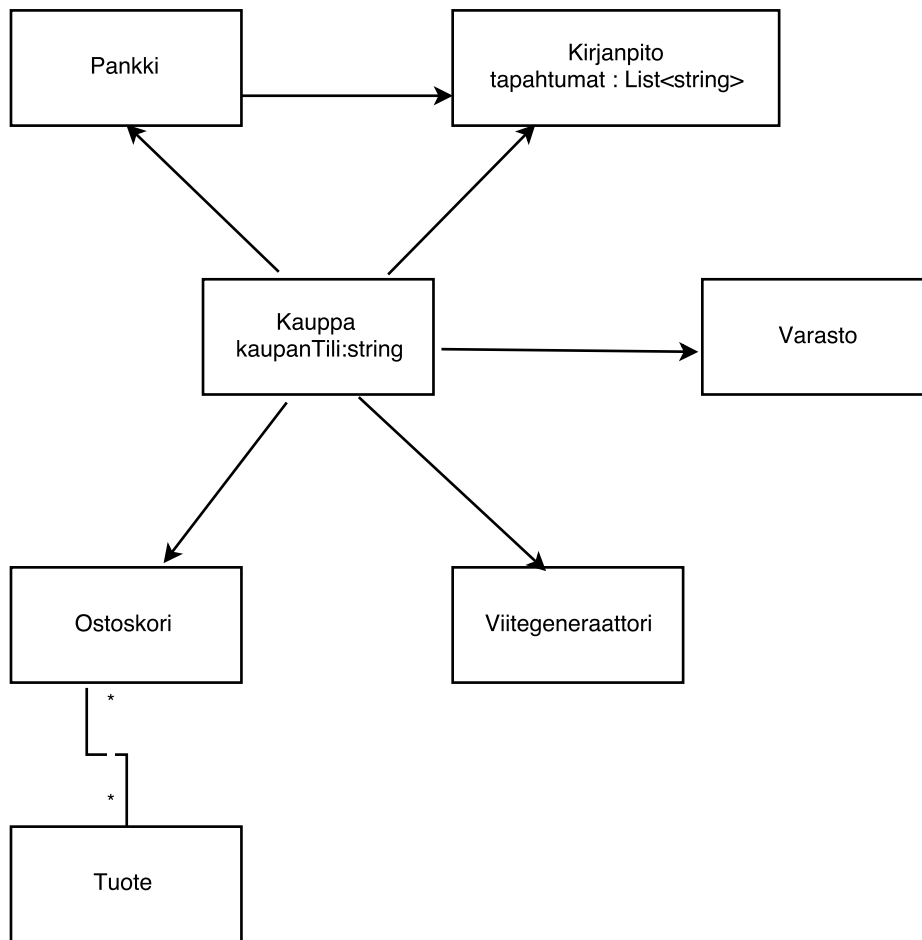 Pankki
Kirjanpito
tapahtumat : List<string>
Kauppa
kaupanTili:string
Varasto
Ostoskori
Viitegeneraattori
*
*
Tuote